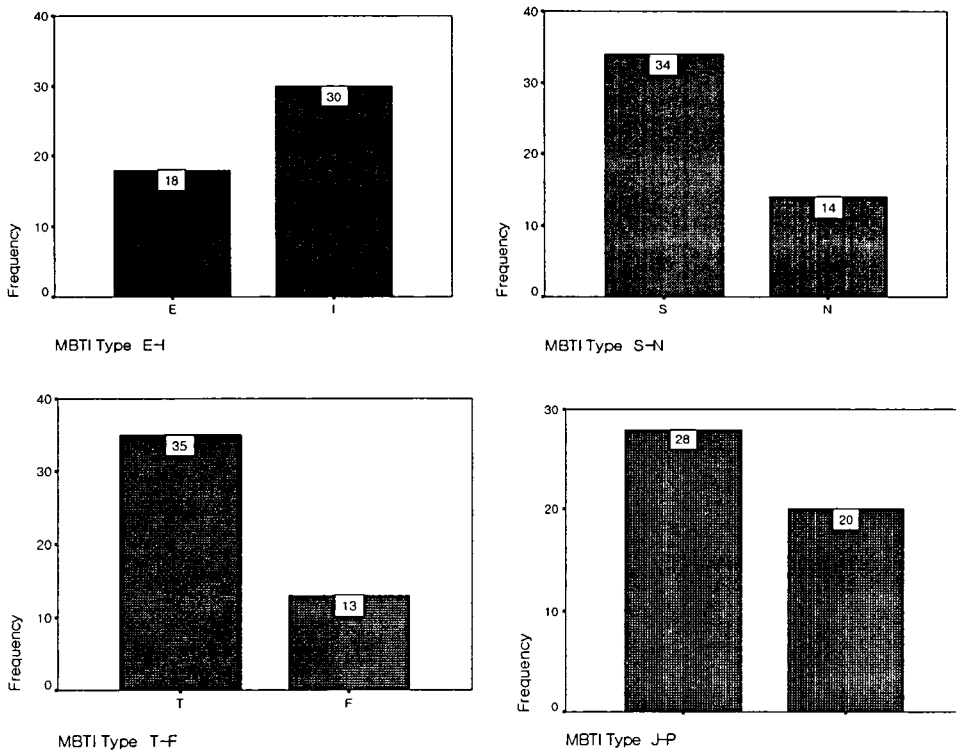 40
30
20
10
0
Frequency
18
30
E
I
MBTI Type E-I
40
30
20
10
0
Frequency
34
14
S
N
MBTI Type S-N
40
30
20
10
0
Frequency
35
13
T
F
MBTI Type T-F
30
20
10
0
Frequency
28
20
MBTI Type J-P